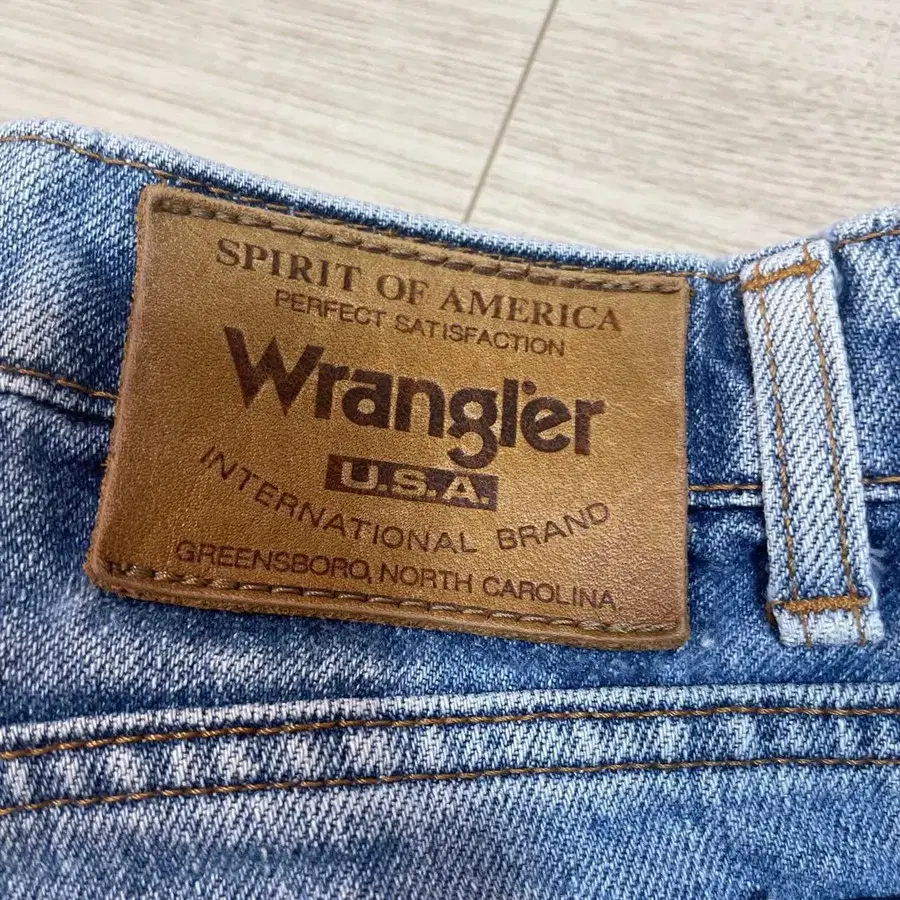 SPIRIT OF AMERICA
PERFECT SATISFACTION
Wrangler
U.S.A.
INTERNATIONAL BRAND
GREENSBORO, NORTH CAROLINA